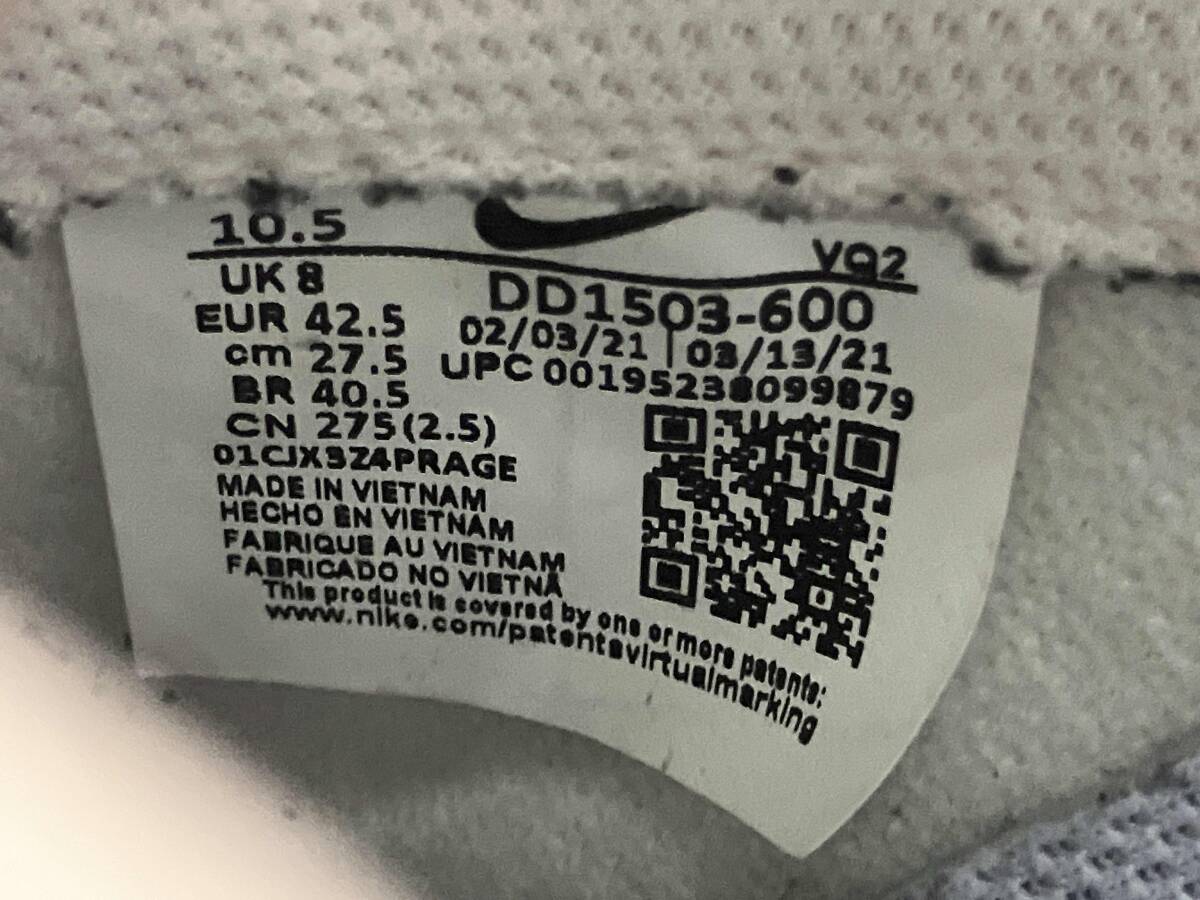 10.5
VQ2
UK 8
DD1503-600
EUR 42.5
02/03/21 03/13/21
cm 27.5
UPC 00195238099879
BR 40.5
CN 275(2.5)
01CJX3Z4PRAGE
MADE IN VIETNAM
HECHO EN VIETNAM
FABRIQUE AU VIETNAM
FABRICADO NO VIETNÃ
This product is covered by one or more patents:
www.nike.com/patentsvirtualmarking